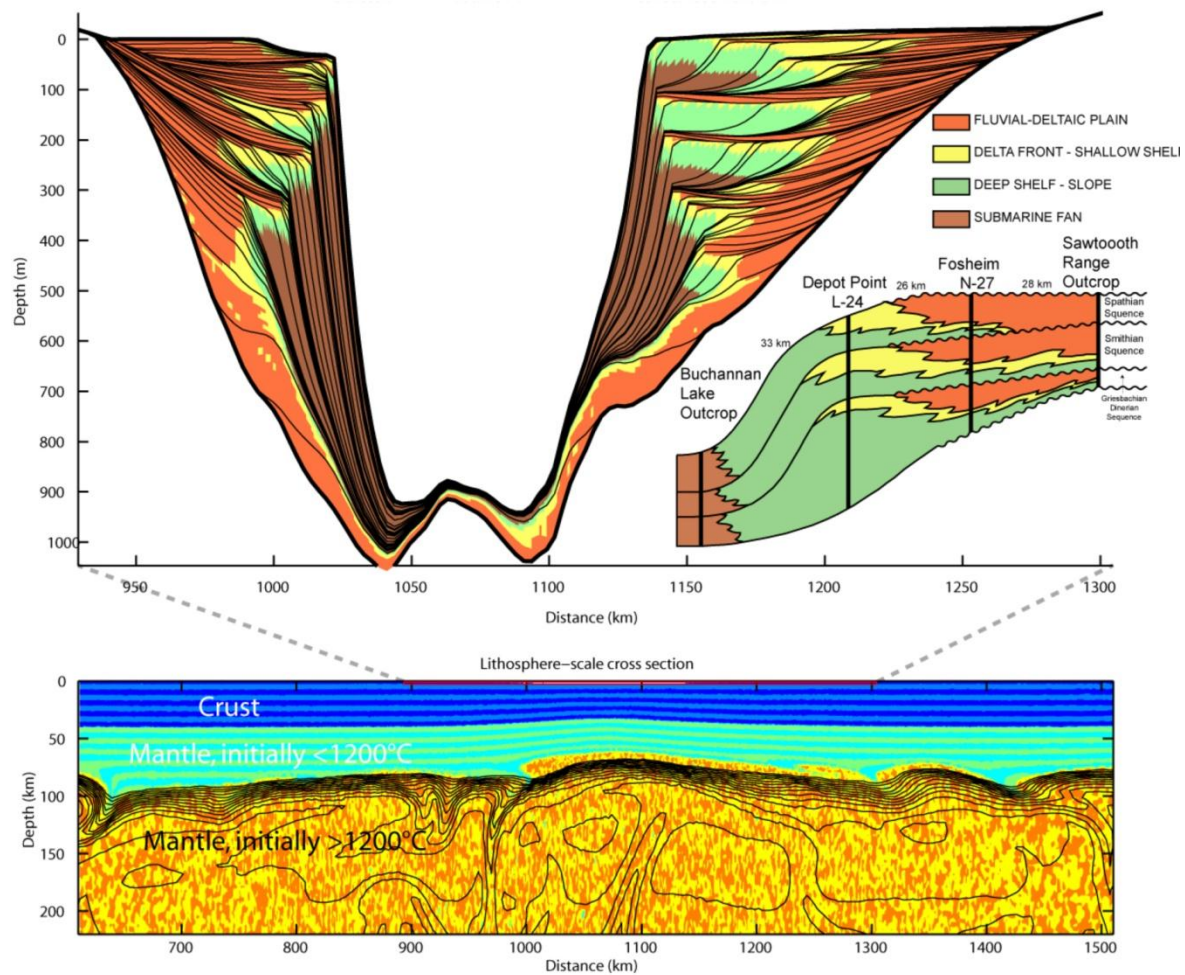 0
100
200
300
400
500
600
700
800
900
1000
Depth (m)
950
1000
1050
1100
1150
1200
1250
1300
Distance (km)
FLUVIAL-DELTAIC PLAIN
DELTA FRONT - SHALLOW SHELF
DEEP SHELF - SLOPE
SUBMARINE FAN
Sawtoooth
Range
Outcrop
Fosheim
N-27
Depot Point
L-24
26 km
28 km
33 km
Buchannan
Lake
Outcrop
Spathian
Squence
Smithian
Squence
Griesbachian
Dinerian
Sequence
Lithosphere-scale cross section
0
50
100
150
200
Depth (km)
Crust
Mantle, initially <1200°C
Mantle, initially >1200°C
700
800
900
1000
1100
1200
1300
1400
1500
Distance (km)